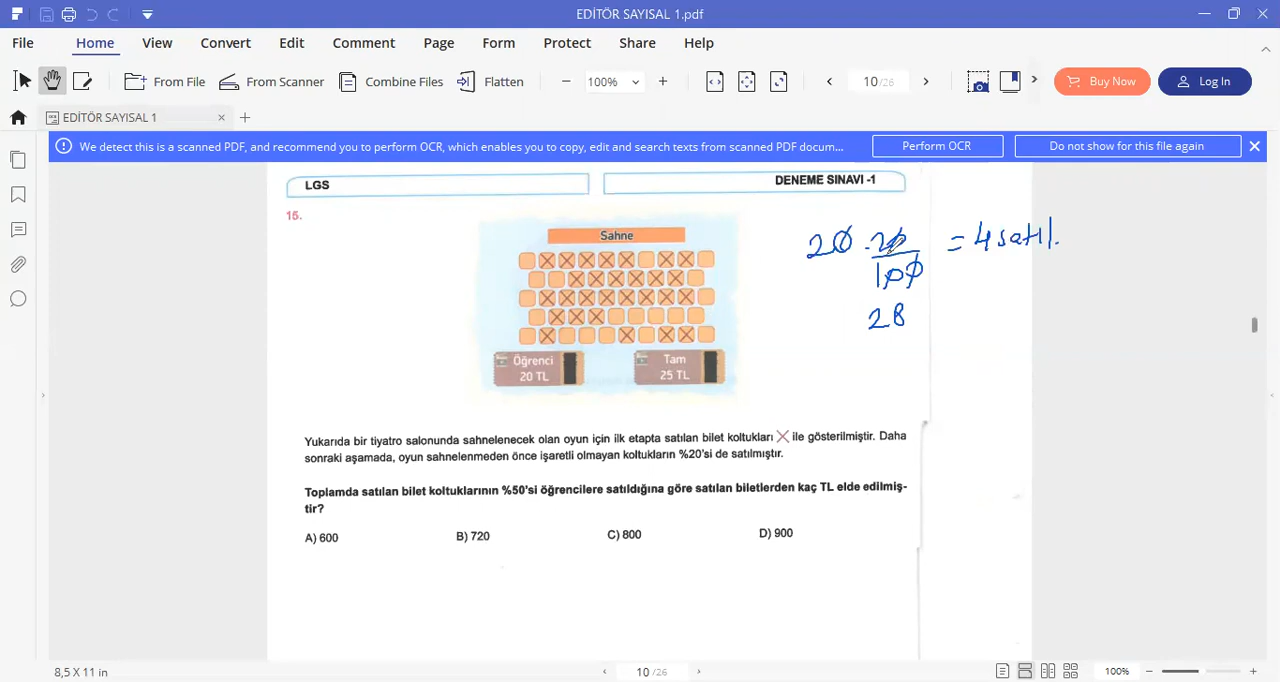 EDİTÖR SAYISAL 1.pdf
File Home View Convert Edit Comment Page Form Protect Share Help
From File From Scanner Combine Files Flatten 100% 10/26 Buy Now Log In
EDİTÖR SAYISAL 1
We detect this is a scanned PDF, and recommend you to perform OCR, which enables you to copy, edit and search texts from scanned PDF docum... Perform OCR Do not show for this file again
LGS DENEME SINAVI -1
15.
Sahne
Öğrenci
20 TL
Tam
25 TL
20 . 20/100 = 4 satıl.
28
Yukarıda bir tiyatro salonunda sahnelenecek olan oyun için ilk etapta satılan bilet koltukları X ile gösterilmiştir. Daha
sonraki aşamada, oyun sahnelenmeden önce işaretli olmayan koltukların %20'si de satılmıştır.
Toplamda satılan bilet koltuklarının %50'si öğrencilere satıldığına göre satılan biletlerden kaç TL elde edilmiş-
tir?
A) 600 B) 720 C) 800 D) 900
8,5 X 11 in 10 /26 100%